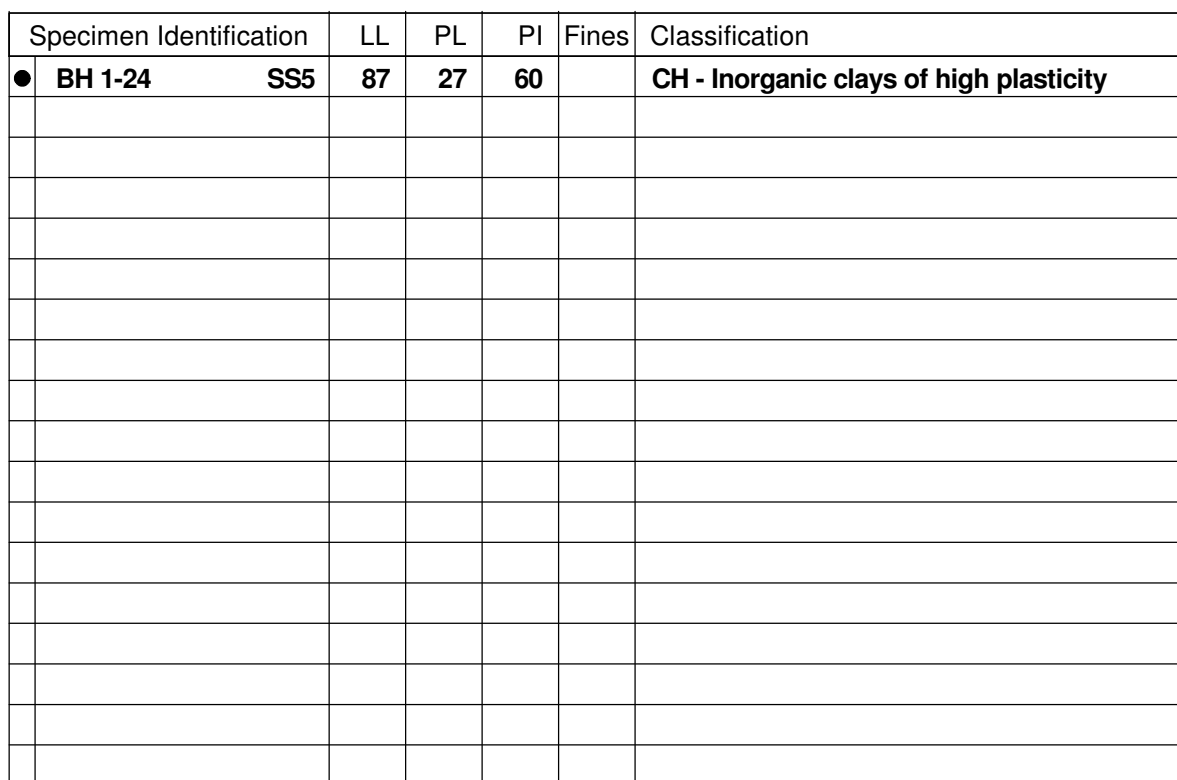 Specimen Identification LL PL PI Fines Classification
BH 1-24 SS5 87 27 60 CH - Inorganic clays of high plasticity